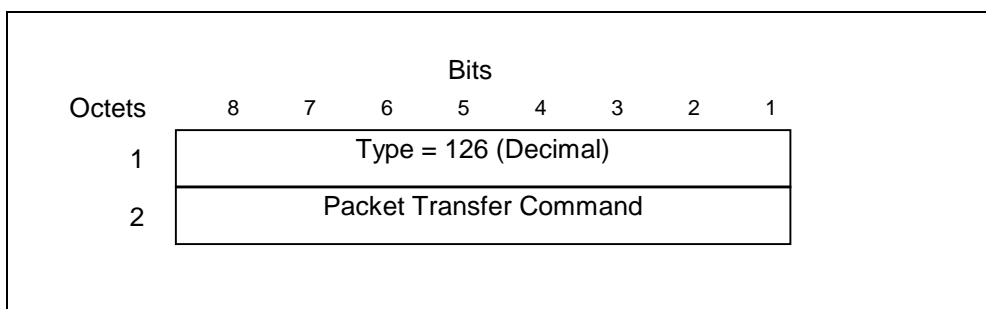 Bits
Octets 8 7 6 5 4 3 2 1
1 Type = 126 (Decimal)
2 Packet Transfer Command